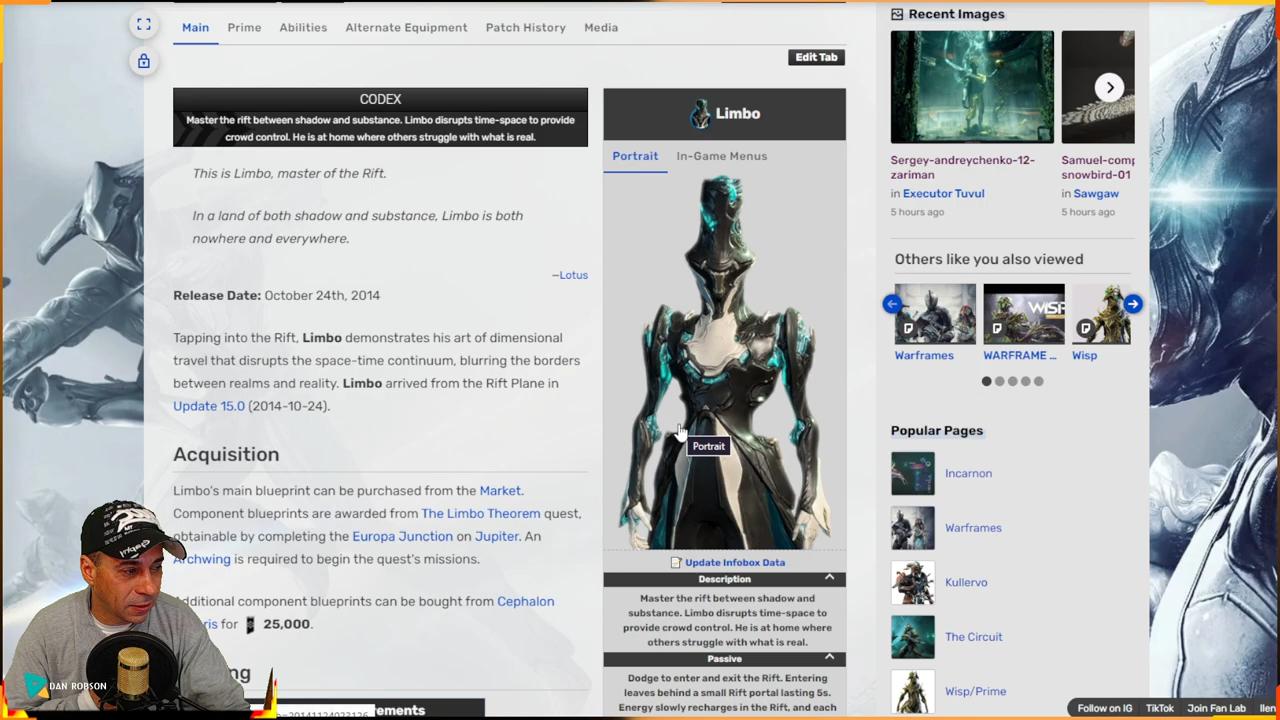 Main Prime Abilities Alternate Equipment Patch History Media
Edit Tab
CODEX
Master the rift between shadow and substance. Limbo disrupts time-space to provide
crowd control. He is at home where others struggle with what is real.
This is Limbo, master of the Rift.
In a land of both shadow and substance, Limbo is both
nowhere and everywhere.
—Lotus
Release Date: October 24th, 2014
Tapping into the Rift, Limbo demonstrates his art of dimensional
travel that disrupts the space-time continuum, blurring the borders
between realms and reality. Limbo arrived from the Rift Plane in
Update 15.0 (2014-10-24).
Acquisition
Limbo's main blueprint can be purchased from the Market.
Component blueprints are awarded from The Limbo Theorem quest,
obtainable by completing the Europa Junction on Jupiter. An
Archwing is required to begin the quest's missions.
Additional component blueprints can be bought from Cephalon
ris for 25,000.
DAN ROBSON
Limbo
Portrait In-Game Menus
Portrait
Update Infobox Data
Description
Master the rift between shadow and
substance. Limbo disrupts time-space to
provide crowd control. He is at home where
others struggle with what is real.
Passive
Dodge to enter and exit the Rift. Entering
leaves behind a small Rift portal lasting 5s.
Energy slowly recharges in the Rift, and each
Recent Images
Sergey-andreychenko-12-
zariman
in Executor Tuvul
5 hours ago
Samuel-comp
snowbird-01
in Sawgaw
5 hours ago
Others like you also viewed
WISP
Warframes
WARFRAME ...
Wisp
Popular Pages
Incarnon
Warframes
Kullervo
The Circuit
Wisp/Prime
Follow on IG TikTok Join Fan Lab